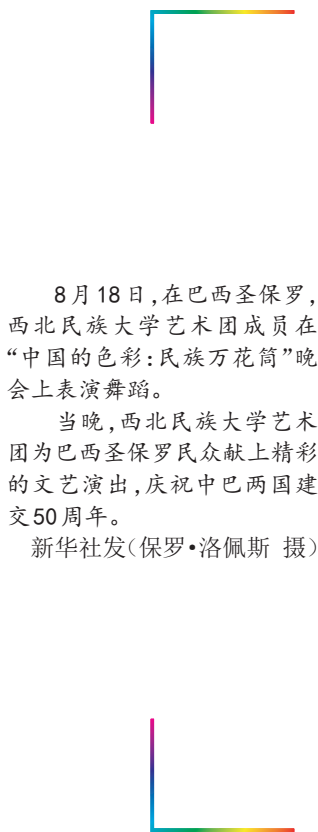 8月18日,在巴西圣保罗,
西北民族大学艺术团成员在
“中国的色彩:民族万花筒”晚
会上表演舞蹈。
当晚,西北民族大学艺术
团为巴西圣保罗民众献上精彩
的文艺演出,庆祝中巴两国建
交50周年。
新华社发(保罗•洛佩斯 摄)